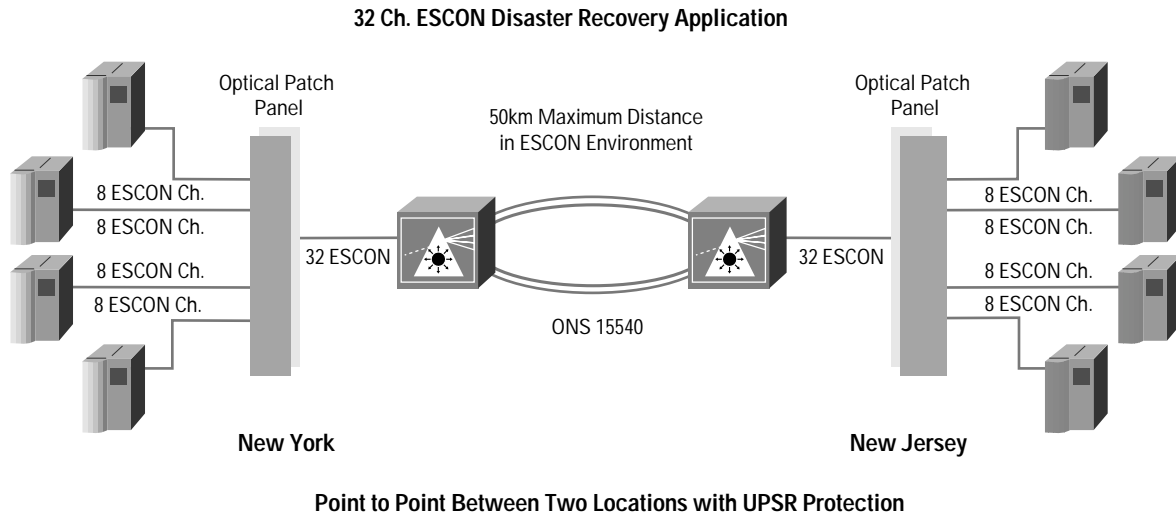 32 Ch. ESCON Disaster Recovery Application
Optical Patch
Panel
50km Maximum Distance
in ESCON Environment
Optical Patch
Panel
8 ESCON Ch.
8 ESCON Ch.
8 ESCON Ch.
8 ESCON Ch.
32 ESCON
32 ESCON
8 ESCON Ch.
8 ESCON Ch.
8 ESCON Ch.
8 ESCON Ch.
ONS 15540
New York
New Jersey
Point to Point Between Two Locations with UPSR Protection